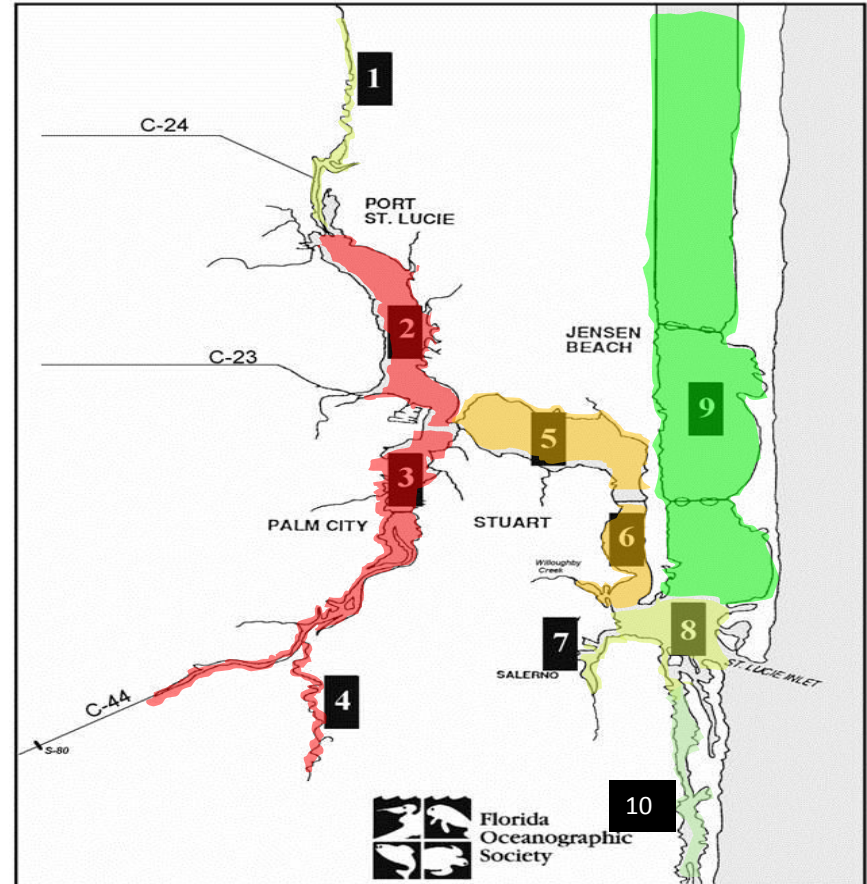 1
C-24
PORT
ST. LUCIE
2
JENSEN
BEACH
C-23
9
5
3
PALM CITY
STUART
6
Willoughby
Creek
7
8
SALERNO
ST. LUCIE INLET
4
C-44
S-80
10
Florida
Oceanographic
Society